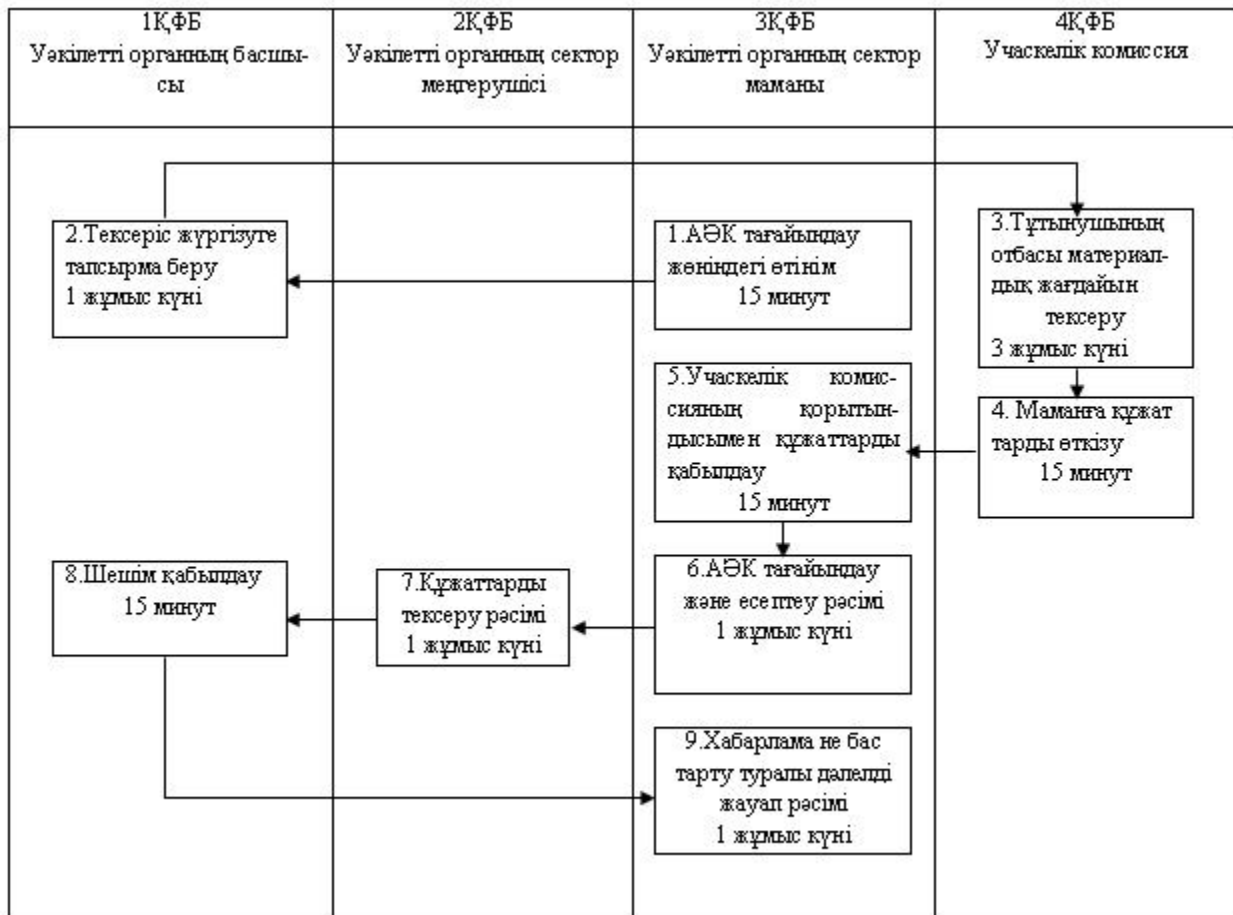 1ҚФБ
Уәкілетті органның басшы-
сы
2ҚФБ
Уәкілетті органның сектор
меңгерушісі
3ҚФБ
Уәкілетті органның сектор
маманы
4ҚФБ
Учаскелік комиссия
2.Тексеріс жүргізуге
тапсырма беру
1 жұмыс күні
1.АӘК тағайындау
жөніндегі өтінім
15 минут
3.Тұтынушының
отбасы материал-
дық жағдайын
тексеру
3 жұмыс күні
5.Учаскелік комис-
сияның қорытын-
дысымен құжаттарды
қабылдау
15 минут
4. Маманға құжат
тарды өткізу
15 минут
8.Шешім қабылдау
15 минут
7.Құжаттарды
тексеру рәсімі
1 жұмыс күні
6.АӘК тағайындау
және есептеу рәсімі
1 жұмыс күні
9.Хабарлама не бас
тарту туралы дәлелді
жауап рәсімі
1 жұмыс күні